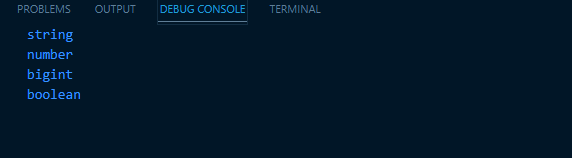 PROBLEMS OUTPUT DEBUG CONSOLE TERMINAL
string
number
bigint
boolean